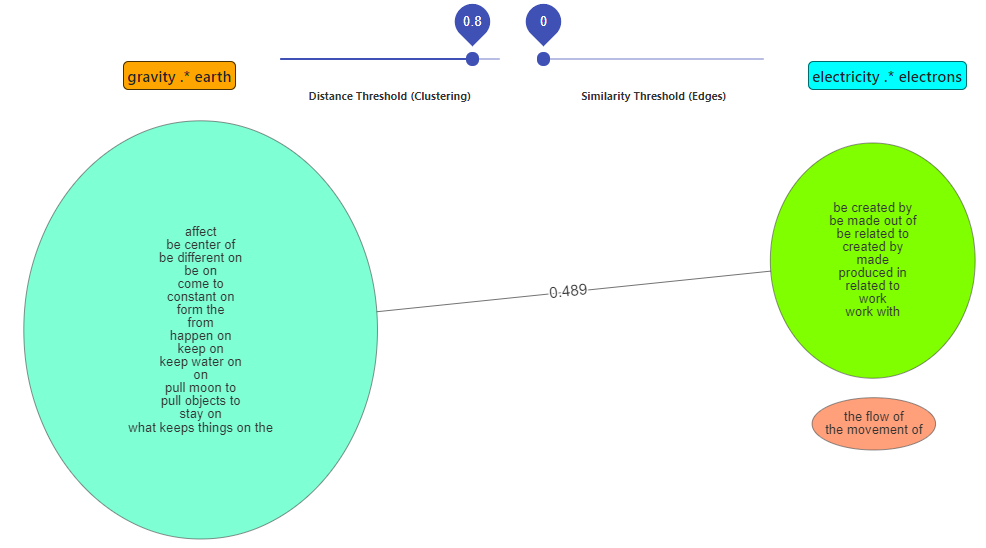 0.8
0
gravity .* earth
electricity .* electrons
Distance Threshold (Clustering)
Similarity Threshold (Edges)
affect
be center of
be different on
be on
come to
constant on
form the
from
happen on
keep on
keep water on
on
pull moon to
pull objects to
stay on
what keeps things on the
0.489
be created by
be made out of
be related to
created by
made
produced in
related to
work
work with
the flow of
the movement of